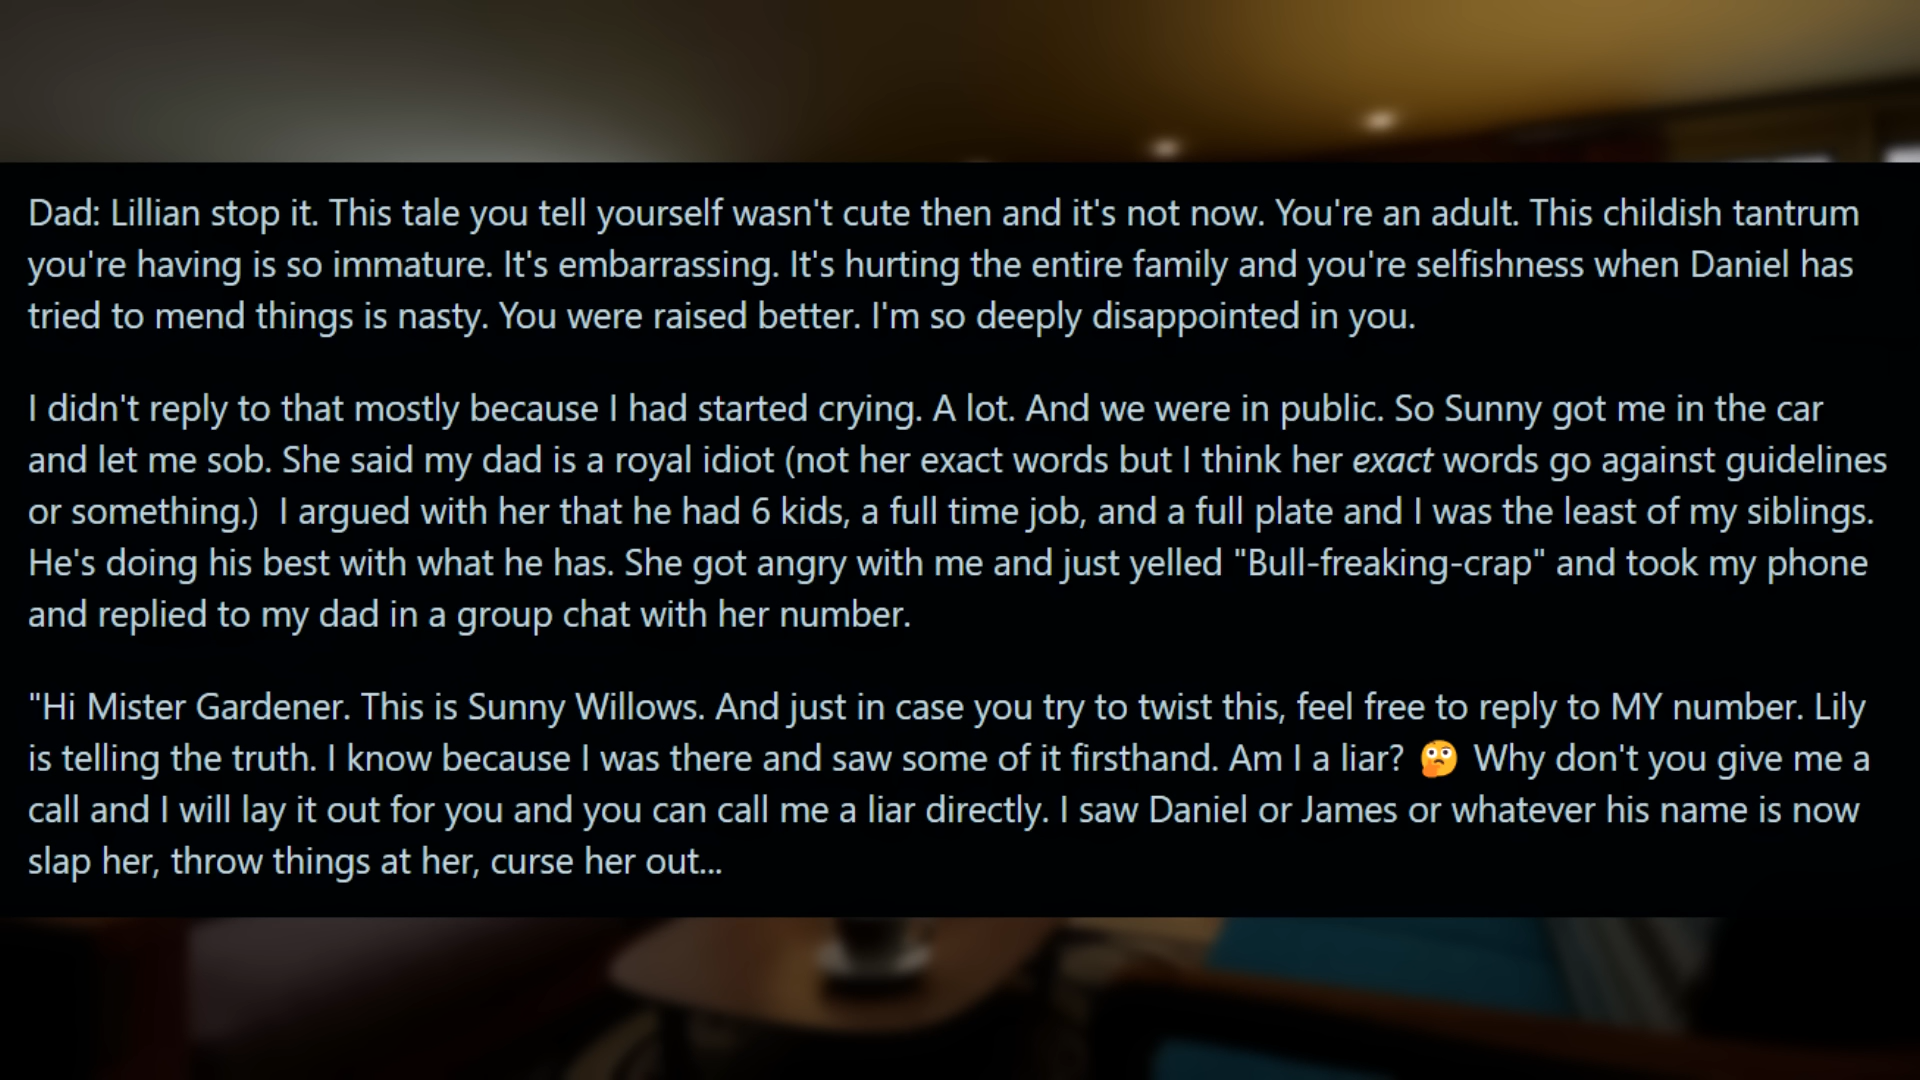 Dad: Lillian stop it. This tale you tell yourself wasn't cute then and it's not now. You're an adult. This childish tantrum
you're having is so immature. It's embarrassing. It's hurting the entire family and you're selfishness when Daniel has
tried to mend things is nasty. You were raised better. I'm so deeply disappointed in you.
I didn't reply to that mostly because I had started crying. A lot. And we were in public. So Sunny got me in the car
and let me sob. She said my dad is a royal idiot (not her exact words but I think her exact words go against guidelines
or something.)  I argued with her that he had 6 kids, a full time job, and a full plate and I was the least of my siblings.
He's doing his best with what he has. She got angry with me and just yelled "Bull-freaking-crap" and took my phone
and replied to my dad in a group chat with her number.
"Hi Mister Gardener. This is Sunny Willows. And just in case you try to twist this, feel free to reply to MY number. Lily
is telling the truth. I know because I was there and saw some of it firsthand. Am I a liar? 🤔 Why don't you give me a
call and I will lay it out for you and you can call me a liar directly. I saw Daniel or James or whatever his name is now
slap her, throw things at her, curse her out...